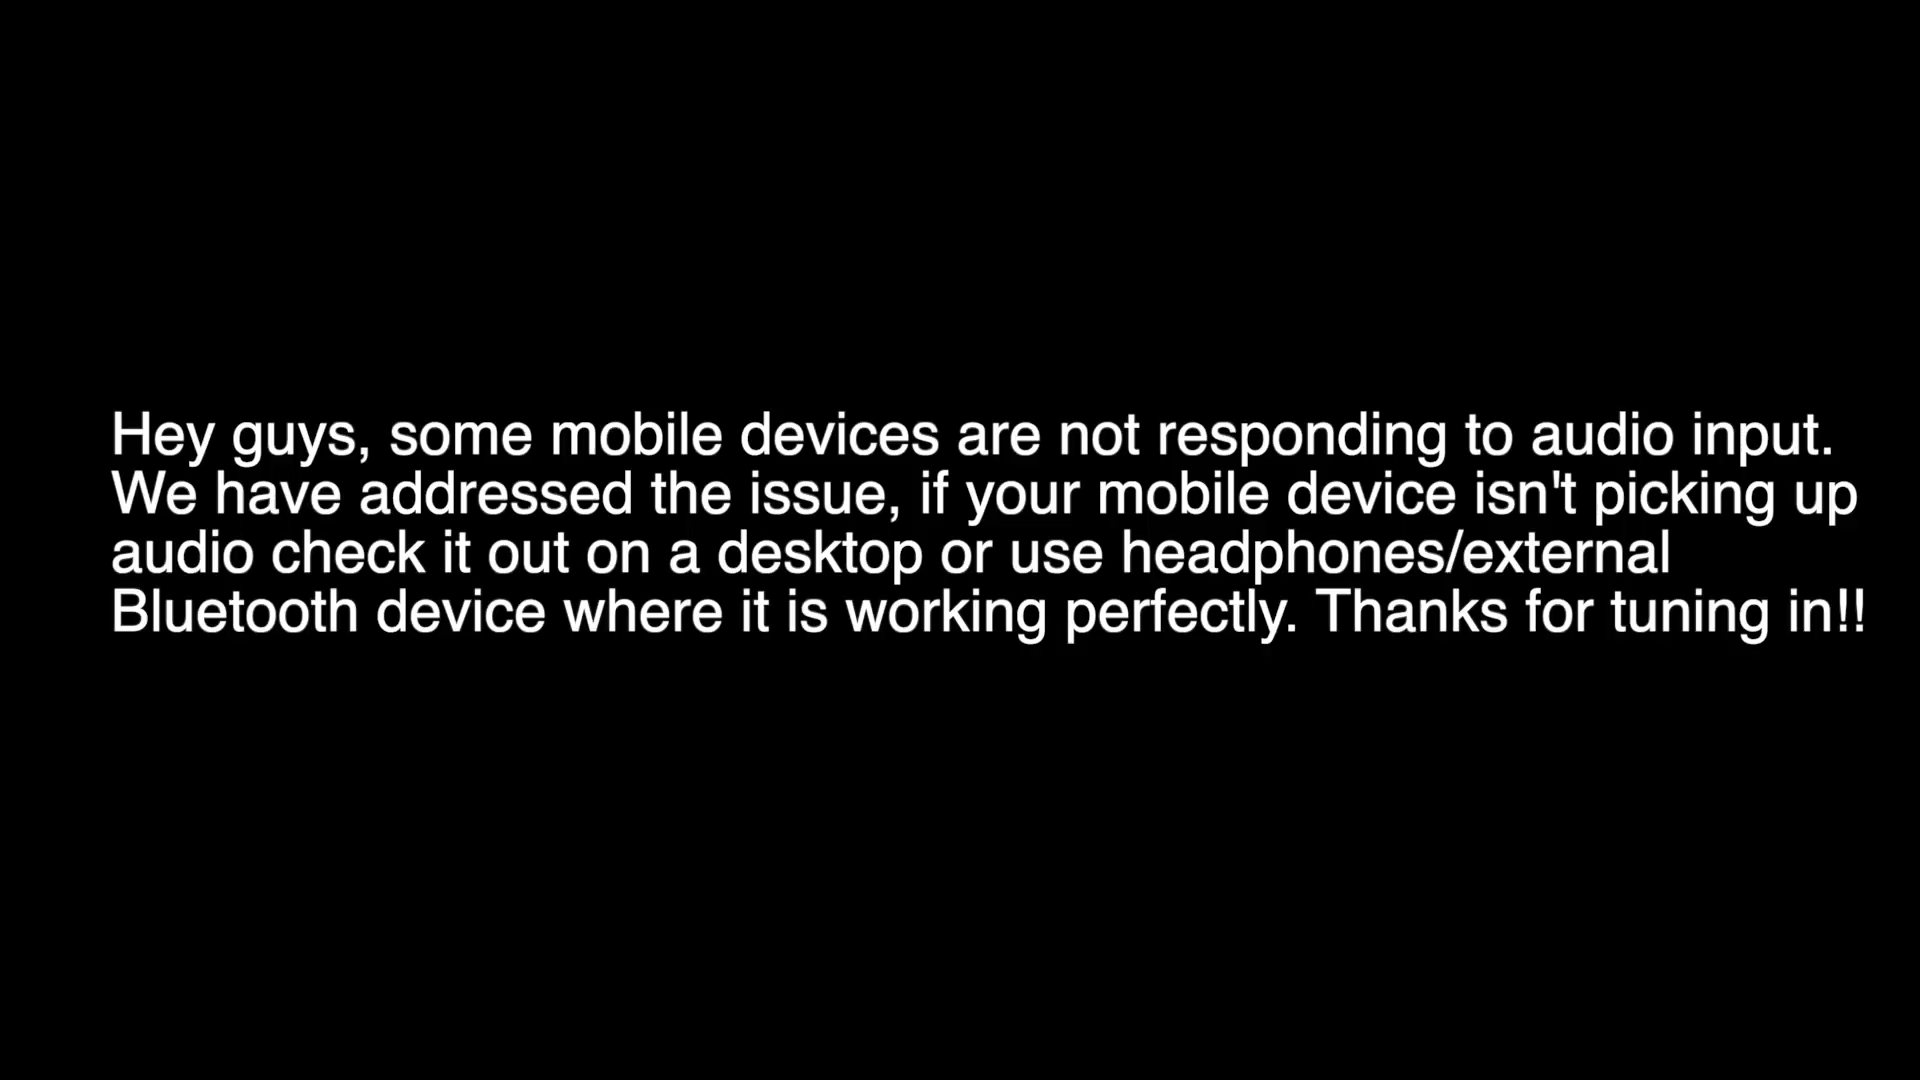 Hey guys, some mobile devices are not responding to audio input.
We have addressed the issue, if your mobile device isn't picking up
audio check it out on a desktop or use headphones/external
Bluetooth device where it is working perfectly. Thanks for tuning in!!